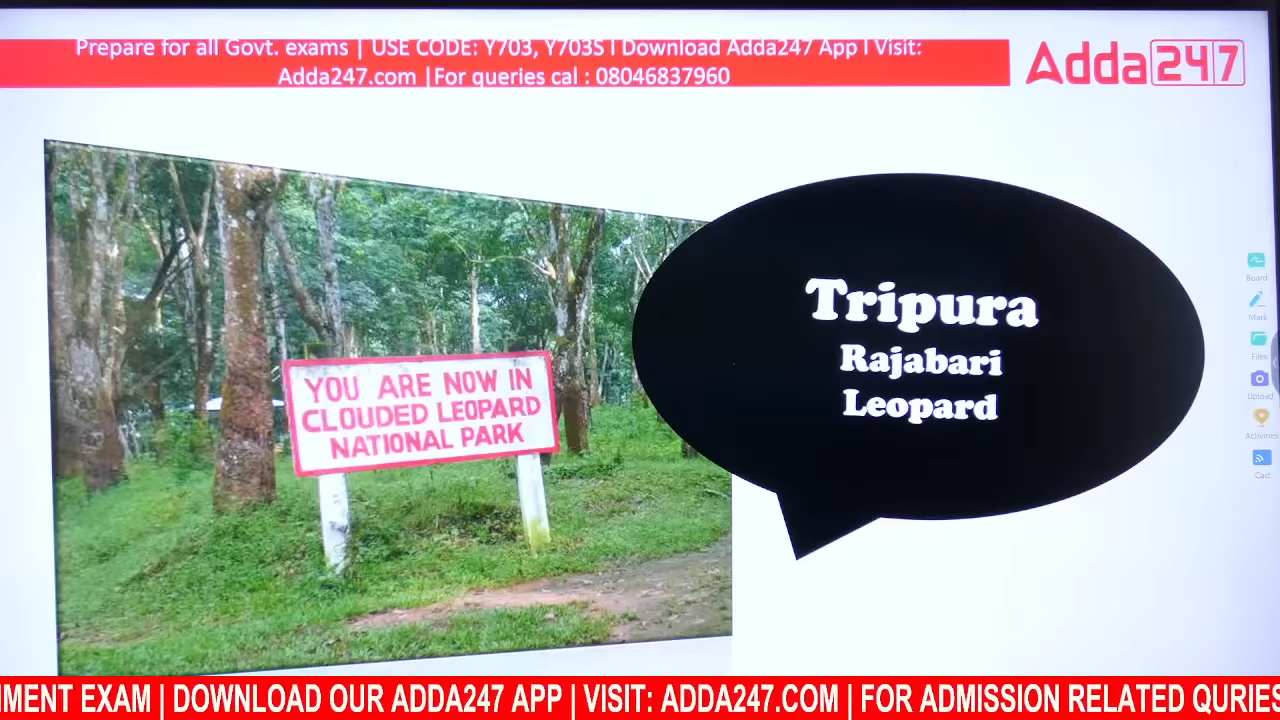 Prepare for all Govt. exams | USE CODE: Y703, Y703S I Download Adda247 App I Visit:
Adda247.com |For queries cal : 08046837960
Adda247
YOU ARE NOW IN
CLOUDED LEOPARD
NATIONAL PARK
Tripura
Rajabari
Leopard
Board
Mark
Files
Upload
Activities
Cast
NMENT EXAM | DOWNLOAD OUR ADDA247 APP | VISIT: ADDA247.COM | FOR ADMISSION RELATED QURIES